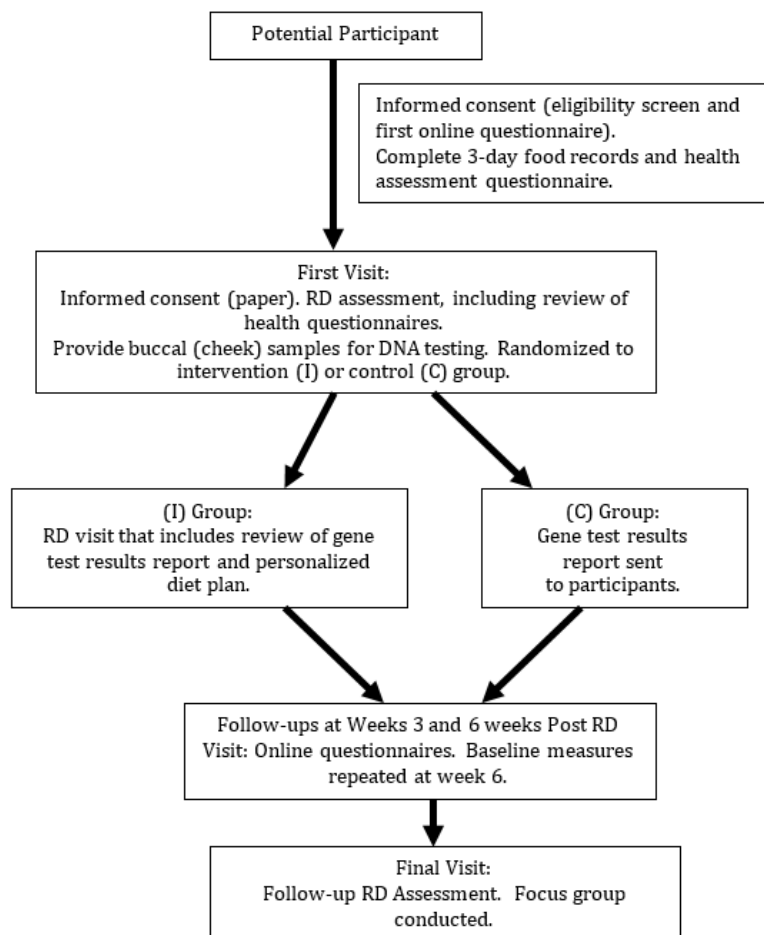 Potential Participant
Informed consent (eligibility screen and
first online questionnaire).
Complete 3-day food records and health
assessment questionnaire.
First Visit:
Informed consent (paper). RD assessment, including review of
health questionnaires.
Provide buccal (cheek) samples for DNA testing. Randomized to
intervention (I) or control (C) group.
(I) Group:
RD visit that includes review of gene
test results report and personalized
diet plan.
(C) Group:
Gene test results
report sent
to participants.
Follow-ups at Weeks 3 and 6 weeks Post RD
Visit: Online questionnaires. Baseline measures
repeated at week 6.
Final Visit:
Follow-up RD Assessment. Focus group
conducted.